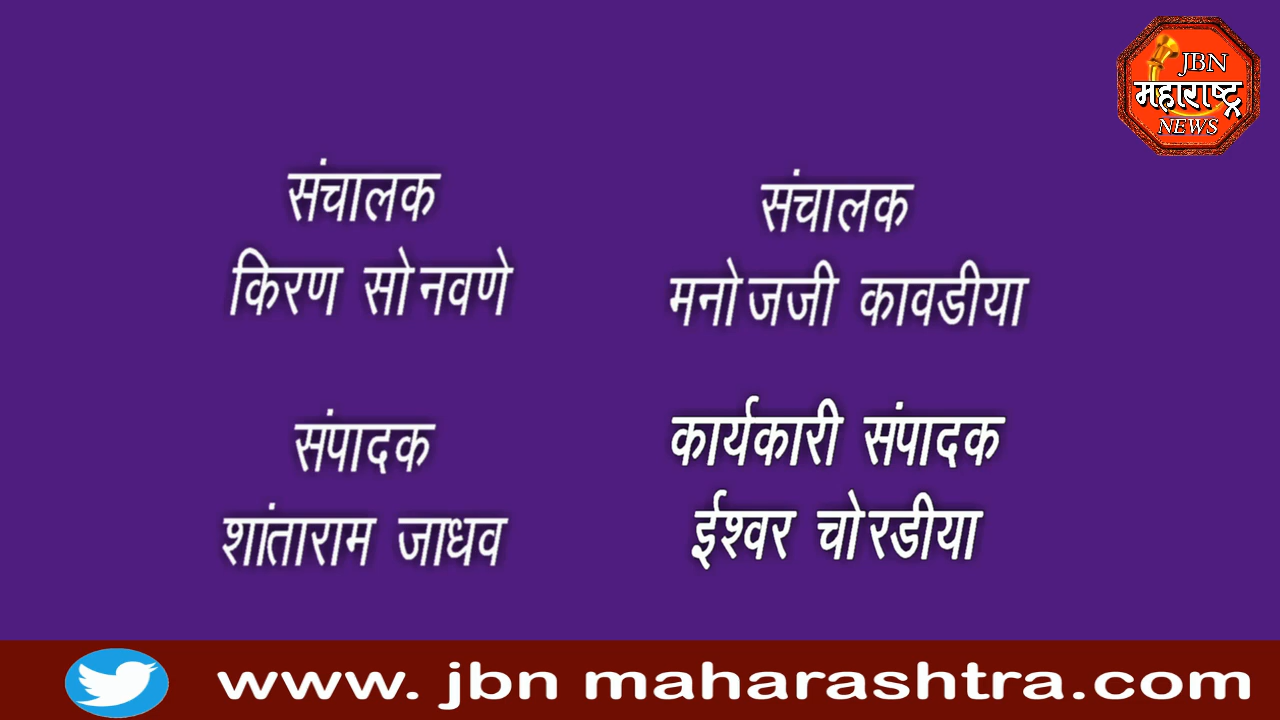 JBN
महाराष्ट्र
NEWS
संचालक
किरण सोनवणे
संचालक
मनोजजी कावडीया
संपादक
शांताराम जाधव
कार्यकारी संपादक
ईश्वर चोरडीया
www. jbn maharashtra.com